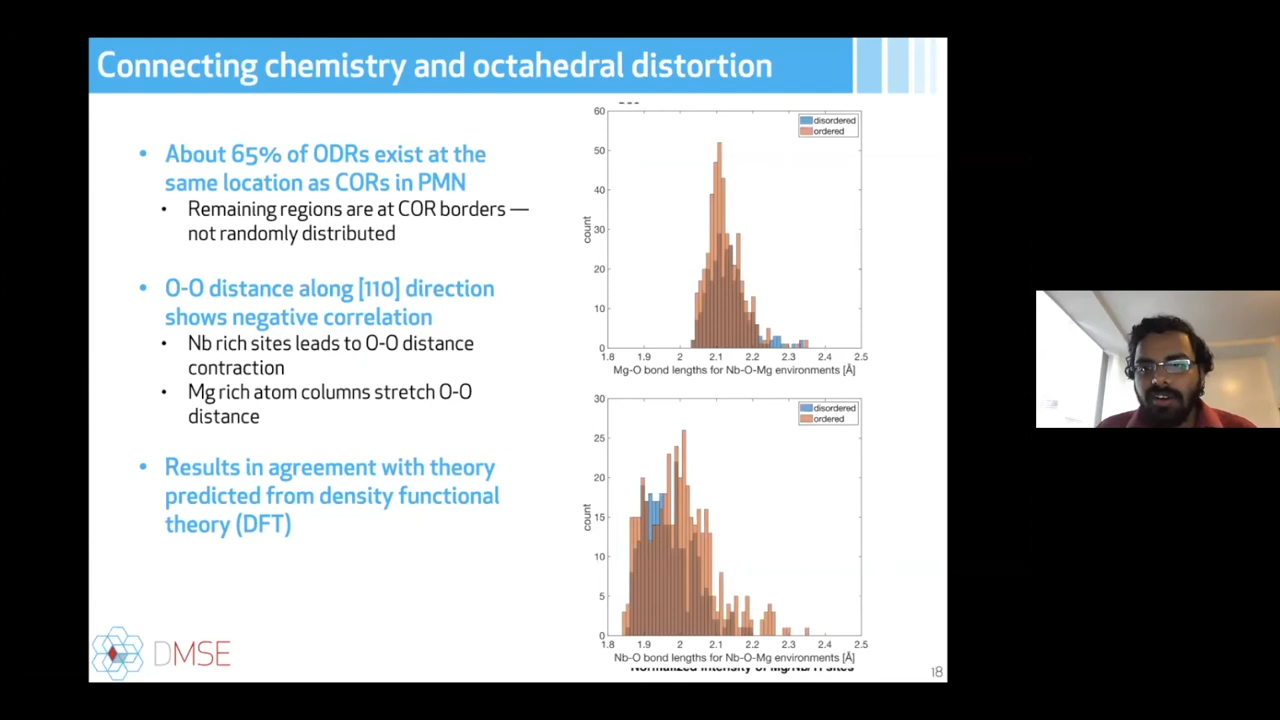 Connecting chemistry and octahedral distortion
• About 65% of ODRs exist at the
same location as CORs in PMN
• Remaining regions are at COR borders —
not randomly distributed
• O-O distance along [110] direction
shows negative correlation
• Nb rich sites leads to O-O distance
contraction
• Mg rich atom columns stretch O-O
distance
• Results in agreement with theory
predicted from density functional
theory (DFT)
DMSE
60
50
40
30
20
10
0
count
disordered
ordered
1.8 1.9 2 2.1 2.2 2.3 2.4 2.5
Mg-O bond lengths for Nb-O-Mg environments [Å]
30
25
20
15
10
5
0
count
disordered
ordered
1.8 1.9 2 2.1 2.2 2.3 2.4 2.5
Nb-O bond lengths for Nb-O-Mg environments [Å]
18